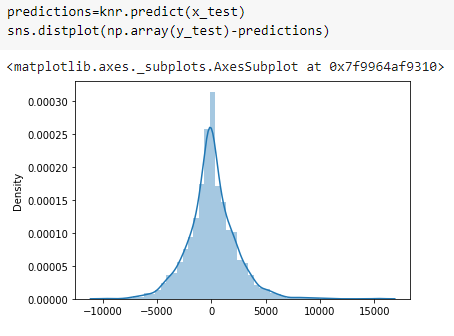 predictions=knr.predict(x_test)
sns.distplot(np.array(y_test)-predictions)
<matplotlib.axes._subplots.AxesSubplot at 0x7f9964af9310>
0.00030
0.00025
0.00020
0.00015
0.00010
0.00005
0.00000
Density
−10000 −5000 0 5000 10000 15000